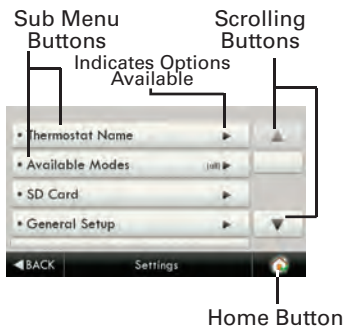 Sub Menu
Buttons
Scrolling
Buttons
Indicates Options
Available
• Thermostat Name
• Available Modes
(all)
• SD Card
• General Setup
BACK
Settings
Home Button